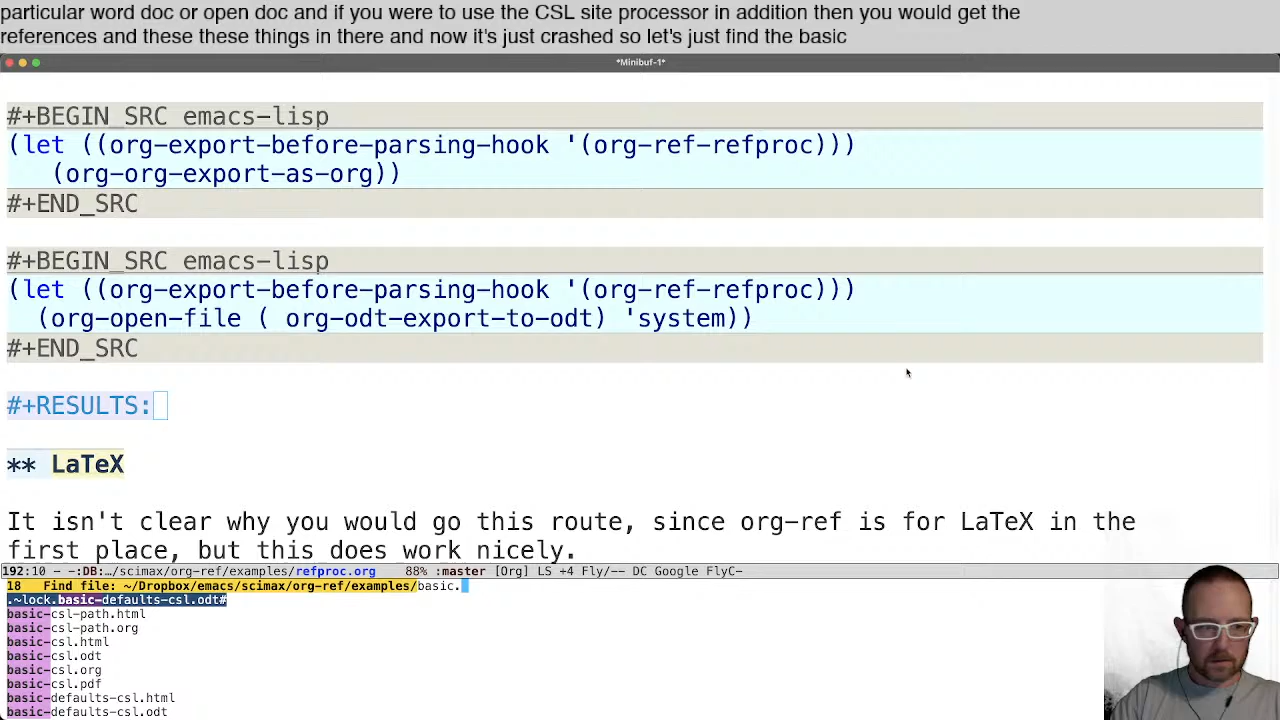 particular word doc or open doc and if you were to use the CSL site processor in addition then you would get the
references and these these things in there and now it's just crashed so let's just find the basic
*Minibuf-1*
#+BEGIN_SRC emacs-lisp
(let ((org-export-before-parsing-hook '(org-ref-refproc)))
(org-org-export-as-org))
#+END_SRC
#+BEGIN_SRC emacs-lisp
(let ((org-export-before-parsing-hook '(org-ref-refproc)))
(org-open-file ( org-odt-export-to-odt) 'system))
#+END_SRC
#+RESULTS:
** LaTeX
It isn't clear why you would go this route, since org-ref is for LaTeX in the
first place, but this does work nicely.
192:10 - -:DB:…/scimax/org-ref/examples/refproc.org 88% :master [Org] LS +4 Fly/-- DC Google FlyC-
18 Find file: ~/Dropbox/emacs/scimax/org-ref/examples/basic.
.~lock.basic-defaults-csl.odt#
basic-csl-path.html
basic-csl-path.org
basic-csl.html
basic-csl.odt
basic-csl.org
basic-csl.pdf
basic-defaults-csl.html
basic-defaults-csl.odt